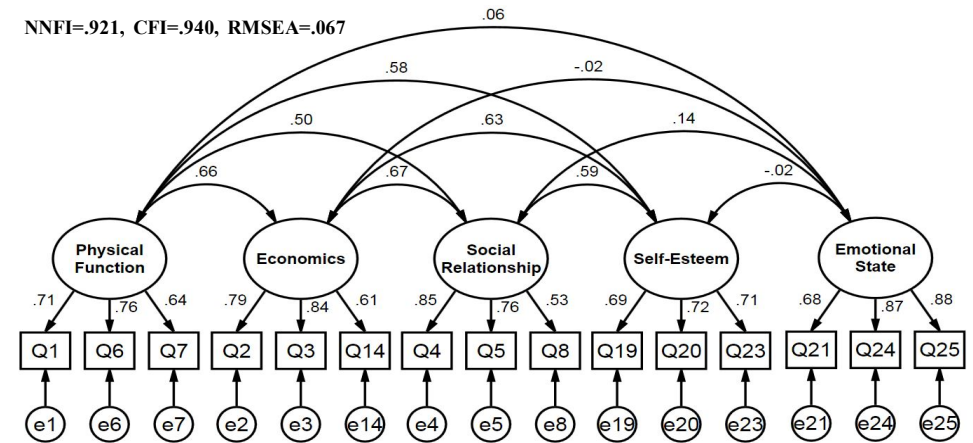 NNFI=.921, CFI=.940, RMSEA=.067
.06
.58
-.02
.50
.63
.14
.66
.67
.59
-.02
Physical
Function
Economics
Social
Relationship
Self-Esteem
Emotional
State
.71 .76 .64 .79 .84 .61 .85 .76 .53 .69 .72 .71 .68 .87 .88
Q1 Q6 Q7 Q2 Q3 Q14 Q4 Q5 Q8 Q19 Q20 Q23 Q21 Q24 Q25
e1 e6 e7 e2 e3 e14 e4 e5 e8 e19 e20 e23 e21 e24 e25